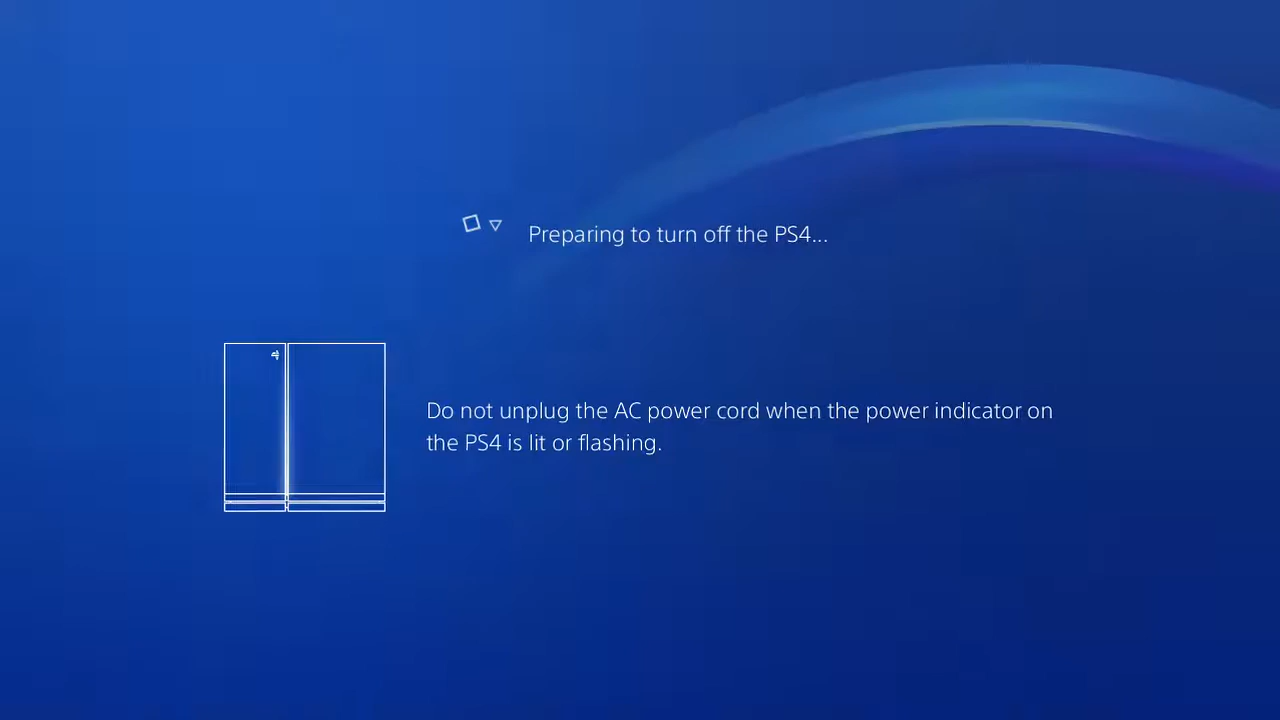 Preparing to turn off the PS4...
Do not unplug the AC power cord when the power indicator on
the PS4 is lit or flashing.